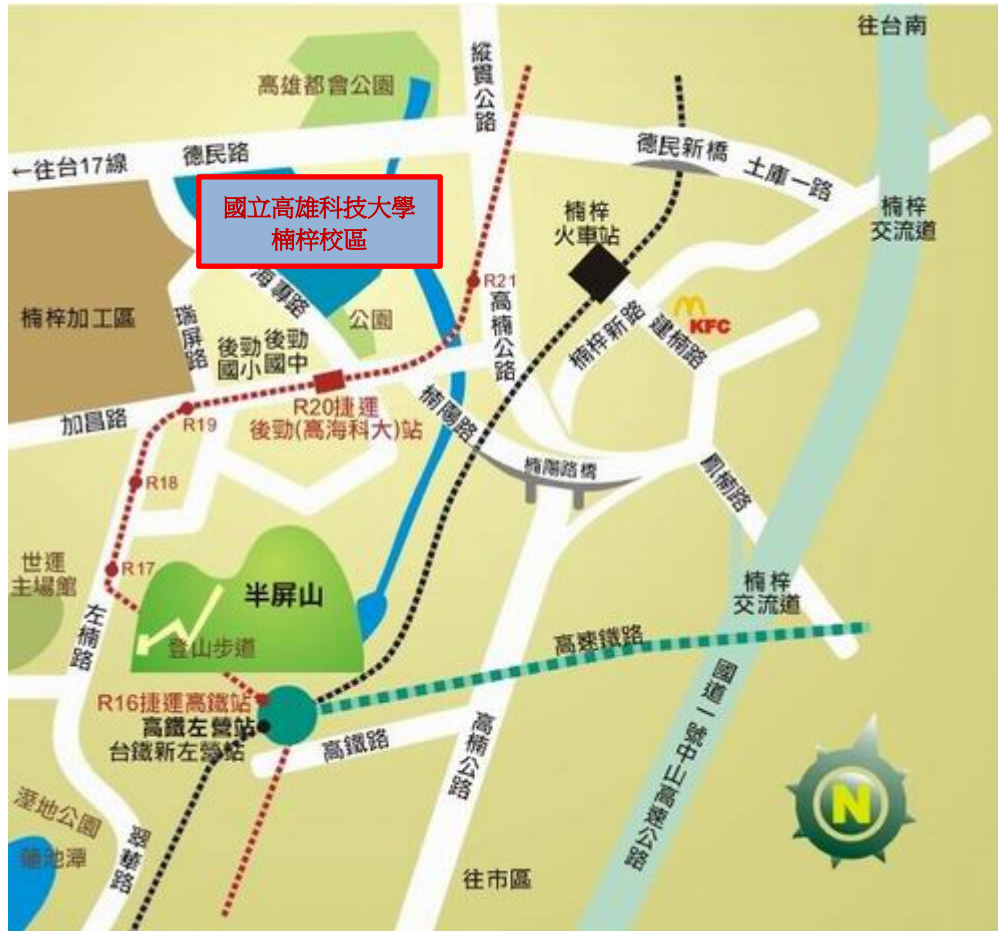 往台南
縱貫公路
高雄都會公園
德民路
←往台17線
德民新橋
土庫一路
國立高雄科技大學
楠梓校區
楠梓
火車站
楠梓
交流道
R21
海專路
公園
高楠公路
KFC
建楠路
楠梓新路
楠梓加工區
瑞屏路
後勁
國小
後勁
國中
R20捷運
後勁(高海科大)站
加昌路
R19
楠陽路
楠陽路橋
鳳楠路
R18
R17
世運
主場館
半屏山
登山步道
楠梓
交流道
左楠路
高速鐵路
R16捷運高鐵站
高鐵左營站
台鐵新左營站
高鐵路
高楠公路
國道一號中山高速公路
N
溼地公園
蓮池潭
翠華路
往市區